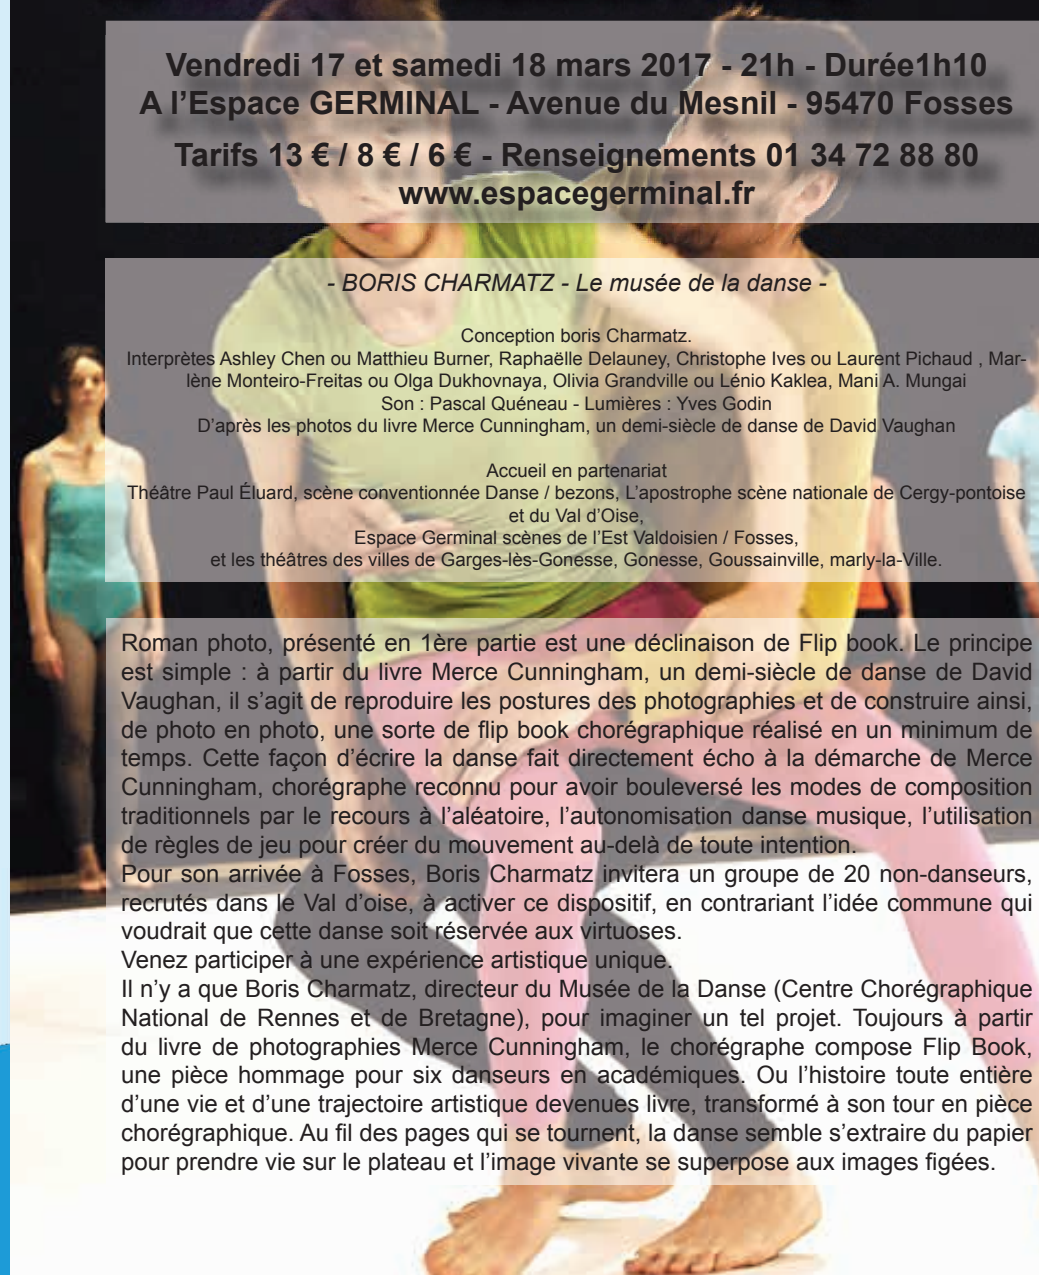 Vendredi 17 et samedi 18 mars 2017 - 21h - Durée1h10
A l’Espace GERMINAL - Avenue du Mesnil - 95470 Fosses
Tarifs 13 € / 8 € / 6 € - Renseignements 01 34 72 88 80
www.espacegerminal.fr
- BORIS CHARMATZ - Le musée de la danse -
Conception boris Charmatz.
Interprètes Ashley Chen ou Matthieu Burner, Raphaëlle Delauney, Christophe Ives ou Laurent Pichaud , Mar-
lène Monteiro-Freitas ou Olga Dukhovnaya, Olivia Grandville ou Lénio Kaklea, Mani A. Mungai
Son : Pascal Quéneau - Lumières : Yves Godin
D’après les photos du livre Merce Cunningham, un demi-siècle de danse de David Vaughan
Accueil en partenariat
Théâtre Paul Éluard, scène conventionnée Danse / bezons, L’apostrophe scène nationale de Cergy-pontoise
et du Val d’Oise,
Espace Germinal scènes de l’Est Valdoisien / Fosses,
et les théâtres des villes de Garges-lès-Gonesse, Gonesse, Goussainville, marly-la-Ville.
Roman photo, présenté en 1ère partie est une déclinaison de Flip book. Le principe
est simple : à partir du livre Merce Cunningham, un demi-siècle de danse de David
Vaughan, il s’agit de reproduire les postures des photographies et de construire ainsi,
de photo en photo, une sorte de flip book chorégraphique réalisé en un minimum de
temps. Cette façon d’écrire la danse fait directement écho à la démarche de Merce
Cunningham, chorégraphe reconnu pour avoir bouleversé les modes de composition
traditionnels par le recours à l’aléatoire, l’autonomisation danse musique, l’utilisation
de règles de jeu pour créer du mouvement au-delà de toute intention.
Pour son arrivée à Fosses, Boris Charmatz invitera un groupe de 20 non-danseurs,
recrutés dans le Val d’oise, à activer ce dispositif, en contrariant l’idée commune qui
voudrait que cette danse soit réservée aux virtuoses.
Venez participer à une expérience artistique unique.
Il n’y a que Boris Charmatz, directeur du Musée de la Danse (Centre Chorégraphique
National de Rennes et de Bretagne), pour imaginer un tel projet. Toujours à partir
du livre de photographies Merce Cunningham, le chorégraphe compose Flip Book,
une pièce hommage pour six danseurs en académiques. Ou l’histoire toute entière
d’une vie et d’une trajectoire artistique devenues livre, transformé à son tour en pièce
chorégraphique. Au fil des pages qui se tournent, la danse semble s’extraire du papier
pour prendre vie sur le plateau et l’image vivante se superpose aux images figées.